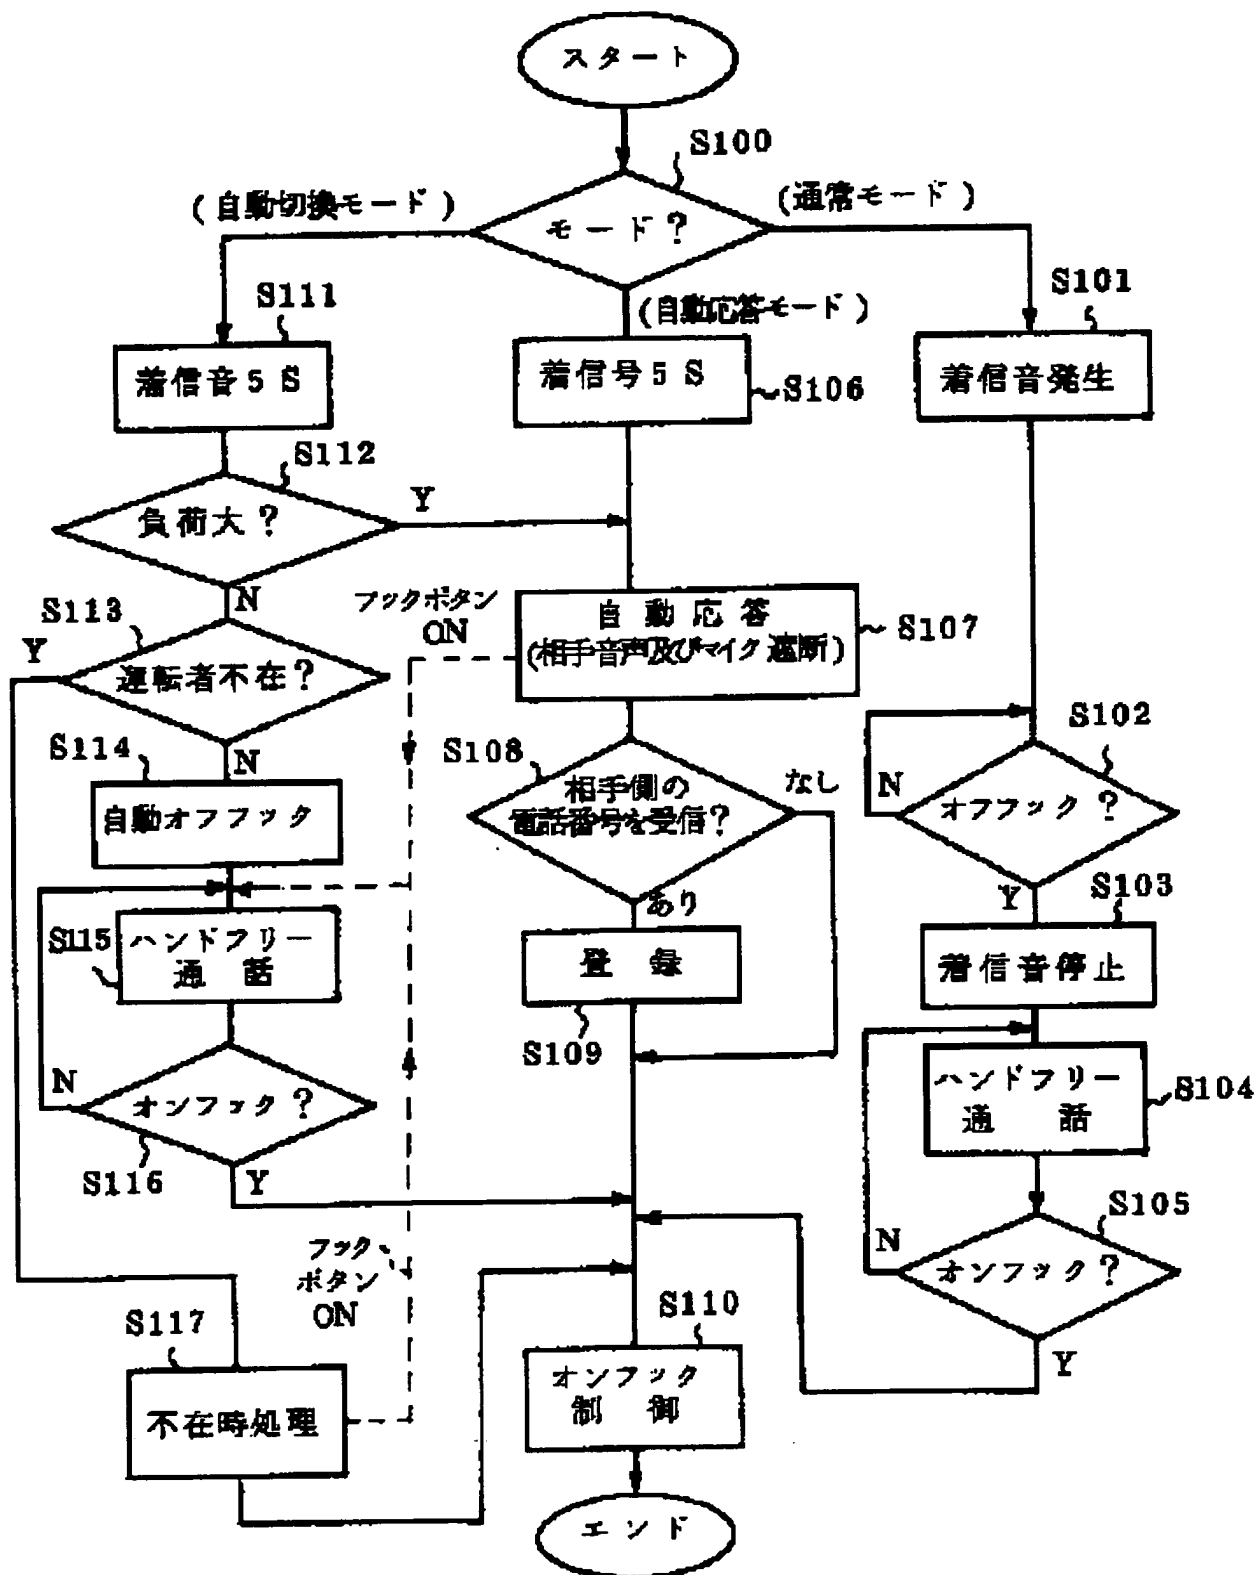 スタート
S100
(自動切換モード)
モード?
(通常モード)
S111
(自動応答モード)
S101
着信音5S
着信号5S
S106
着信音発生
S112
負荷大?
Y
N
S113
フックボタン
ON
自動応答
(相手音声及びマイク遮断)
S107
Y
運転者不在?
S114
N
S108
相手側の
電話番号を受信?
なし
S102
N
オフフック?
自動オフフック
あり
Y
S103
S115
ハンドフリー
通話
登録
着信音停止
S109
N
オンフック?
ハンドフリー
通話
S104
S116
Y
S105
N
オンフック?
フック
ボタン
ON
S117
S110
Y
不在時処理
オンフック
制御
エンド